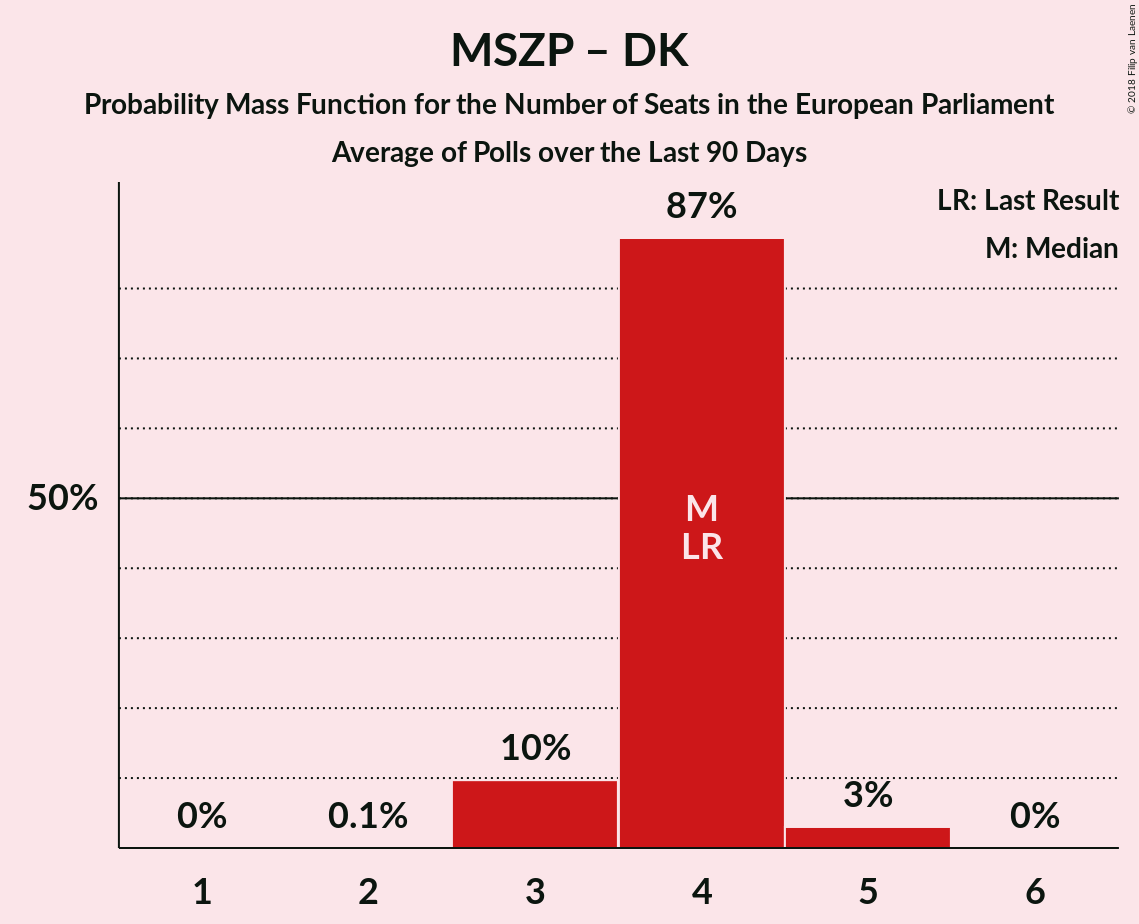 MSZP – DK
Probability Mass Function for the Number of Seats in the European Parliament
Average of Polls over the Last 90 Days
© 2018 Filip van Laenen
LR: Last Result
M: Median
87%
50%
M
LR
10%
3%
0%
0.1%
0%
1
2
3
4
5
6